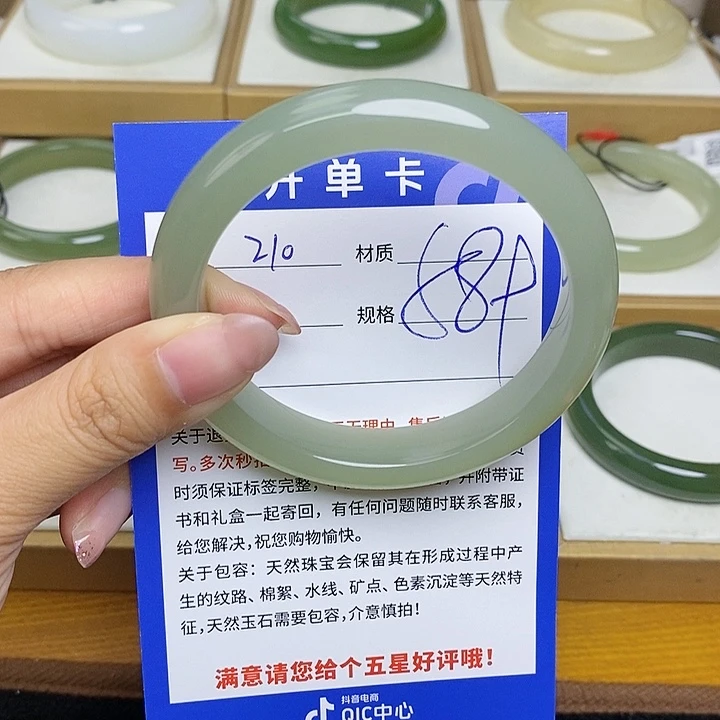 开单卡
210 材质
规格
关于退
写。多次秒拍
时须保证标签完整,
并附带证
书和礼盒一起寄回,有任何问题随时联系客服,
给您解决,祝您购物愉快。
关于包容:天然珠宝会保留其在形成过程中产
生的纹路、棉絮、水线、矿点、色素沉淀等天然特
征,天然玉石需要包容,介意慎拍!
满意请您给个五星好评哦!
抖音电商
QIC中心